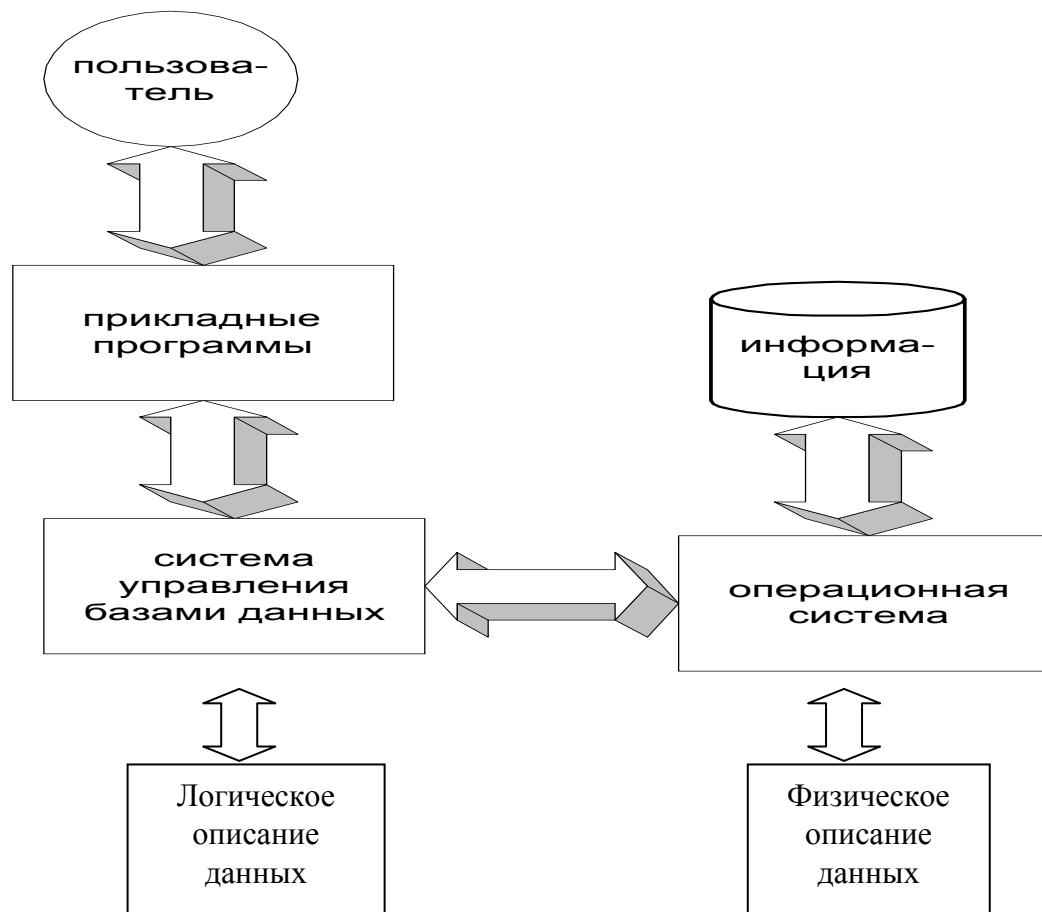 пользова-
тель
прикладные
программы
информа-
ция
система
управления
базами данных
операционная
система
Логическое
описание
данных
Физическое
описание
данных